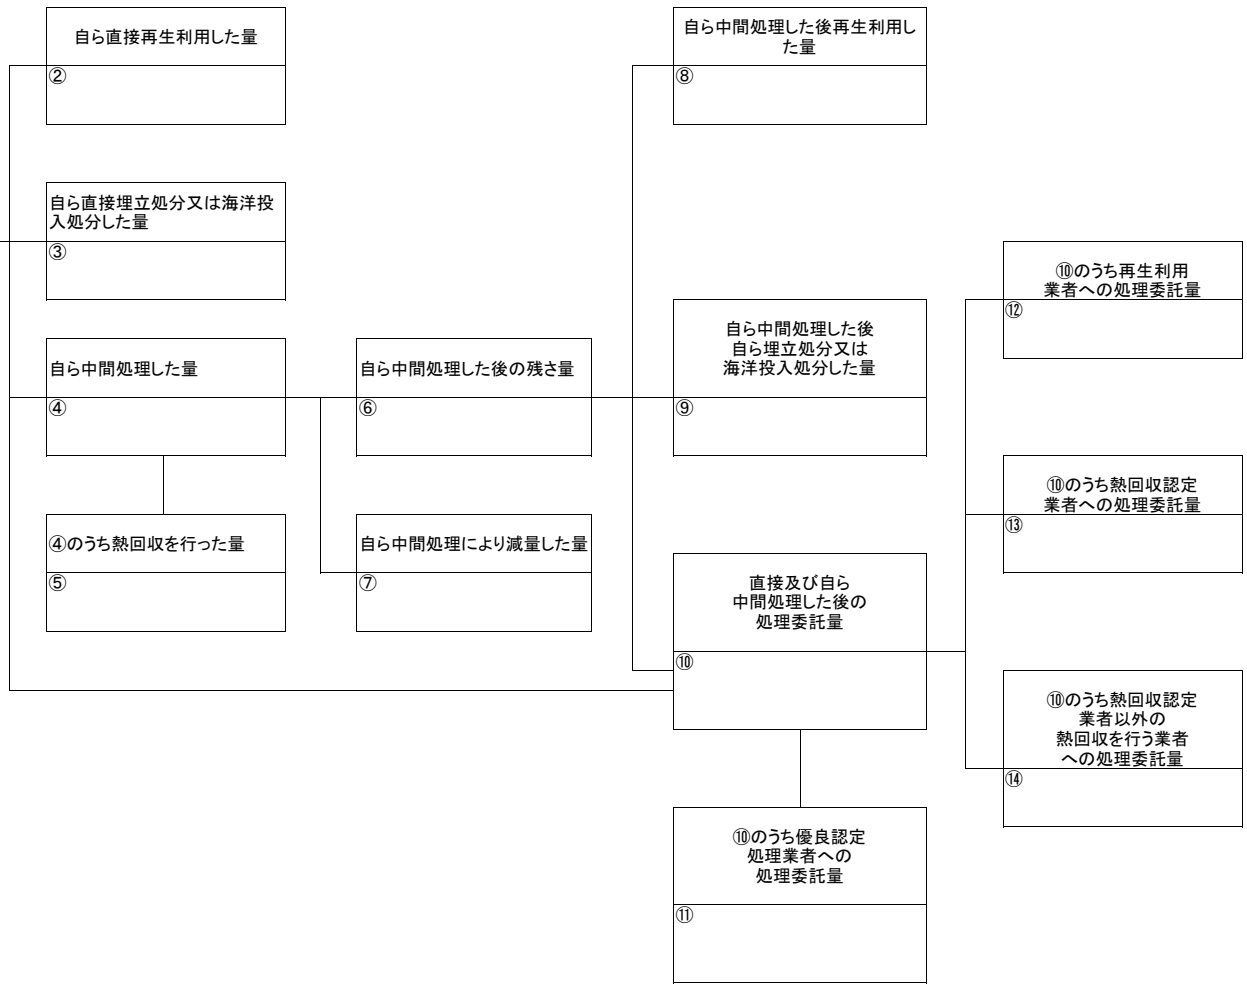 自ら直接再生利用した量
②
自ら直接埋立処分又は海洋投
入処分した量
③
自ら中間処理した量
④
④のうち熱回収を行った量
⑤
自ら中間処理した後の残さ量
⑥
自ら中間処理により減量した量
⑦
自ら中間処理した後再生利用し
た量
⑧
自ら中間処理した後
自ら埋立処分又は
海洋投入処分した量
⑨
直接及び自ら
中間処理した後の
処理委託量
⑩
⑩のうち優良認定
処理業者への
処理委託量
⑪
⑩のうち再生利用
業者への処理委託量
⑫
⑩のうち熱回収認定
業者への処理委託量
⑬
⑩のうち熱回収認定
業者以外の
熱回収を行う業者
への処理委託量
⑭